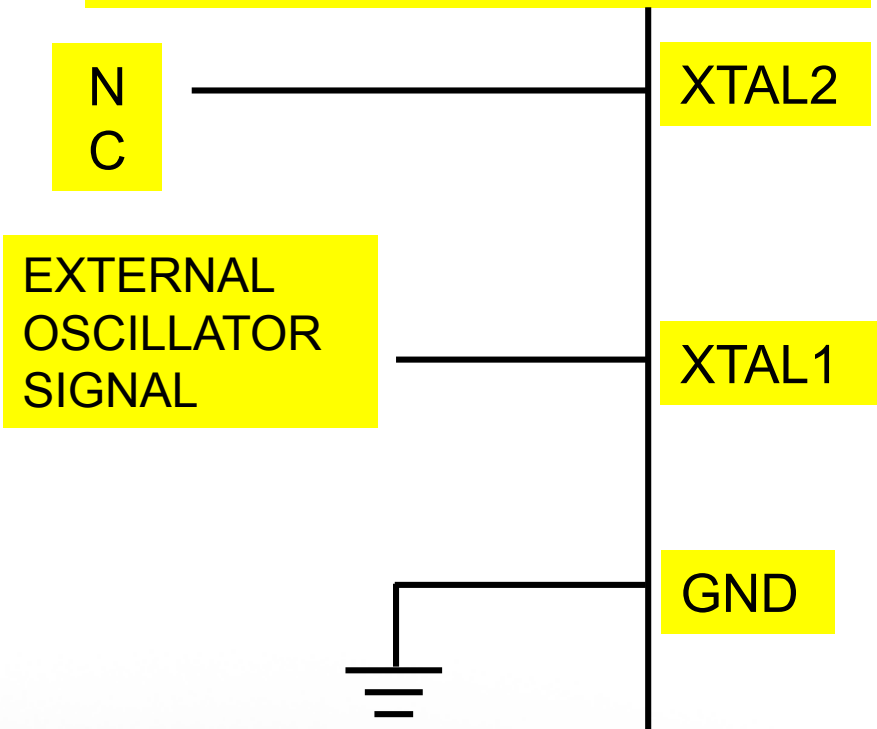 N
C
XTAL2
EXTERNAL
OSCILLATOR
SIGNAL
XTAL1
GND